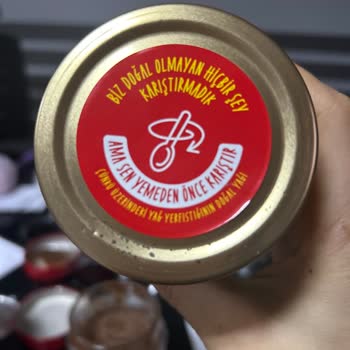 BİZ DOĞAL OLMAYAN HİÇBİR ŞEY
KARIŞTIRMADIK
AMA SEN YEMEDEN ÖNCE KARIŞTIR
ÇÜNKÜ ÜZERİNDEKİ YAĞ YERFISTIĞININ DOĞAL YAĞI